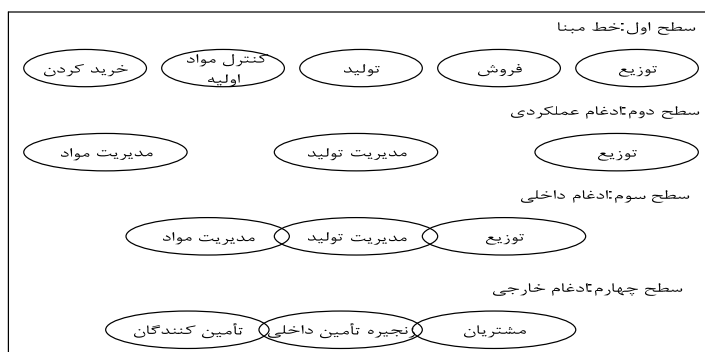 سطح اول:خط مبنا
توزیع
فروش
تولید
کنترل مواد
اولیه
خرید کردن
سطح دوم:ادغام عملکردی
توزیع
مدیریت تولید
مدیریت مواد
سطح سوم:ادغام داخلی
توزیع
مدیریت تولید
مدیریت مواد
سطح چهارم:ادغام خارجی
مشتریان
زنجیره تأمین داخلی
تأمین کنندگان